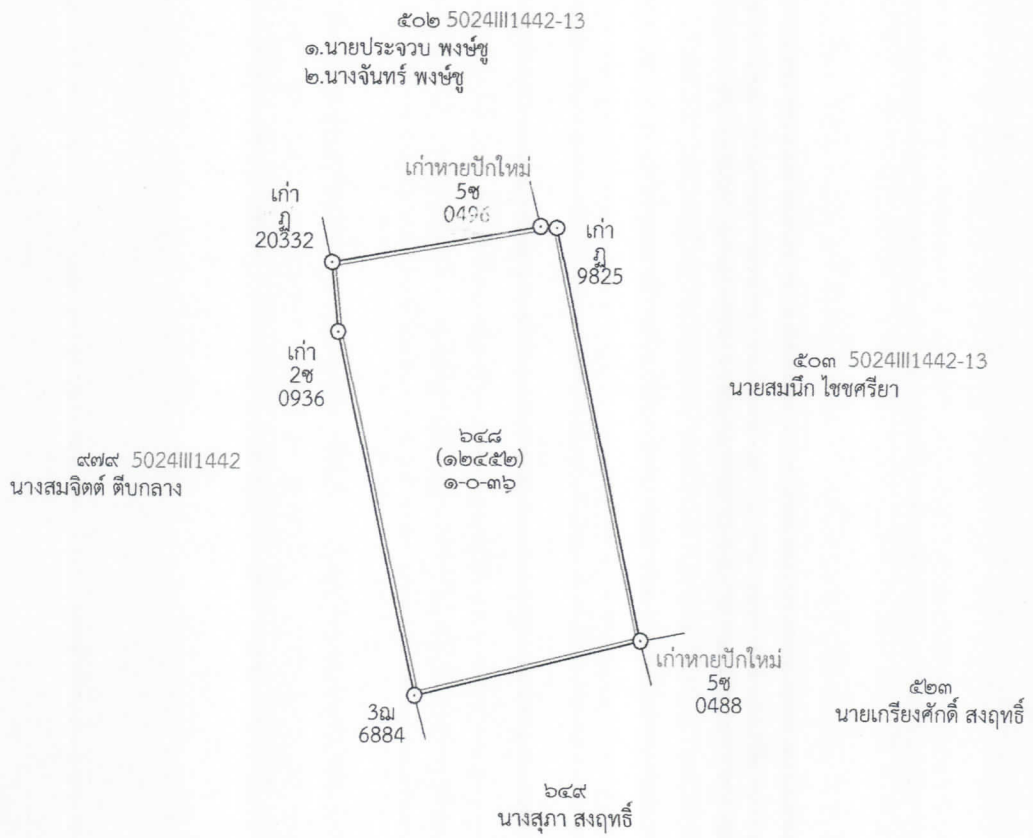 ๕๐๒ 5024III1442-13
๑.นายประจวบ พงษ์ชู
๒.นางจันทร์ พงษ์ชู
เก่าหายปักใหม่
5ช
0496
เก่า
ฏ
20332
เก่า
ฏ
9825
เก่า
2ช
0936
๕๐๓ 5024III1442-13
นายสมนึก ไชชศรียา
๖๔๘
(๑๒๔๕๒)
๑-๐-๓๖
๙๗๙ 5024III1442
นางสมจิตต์ ตีบกลาง
เก่าหายปักใหม่
5ช
0488
3ฌ
6884
๕๒๓
นายเกรียงศักดิ์ สงฤทธิ์
๖๔๙
นางสุภา สงฤทธิ์